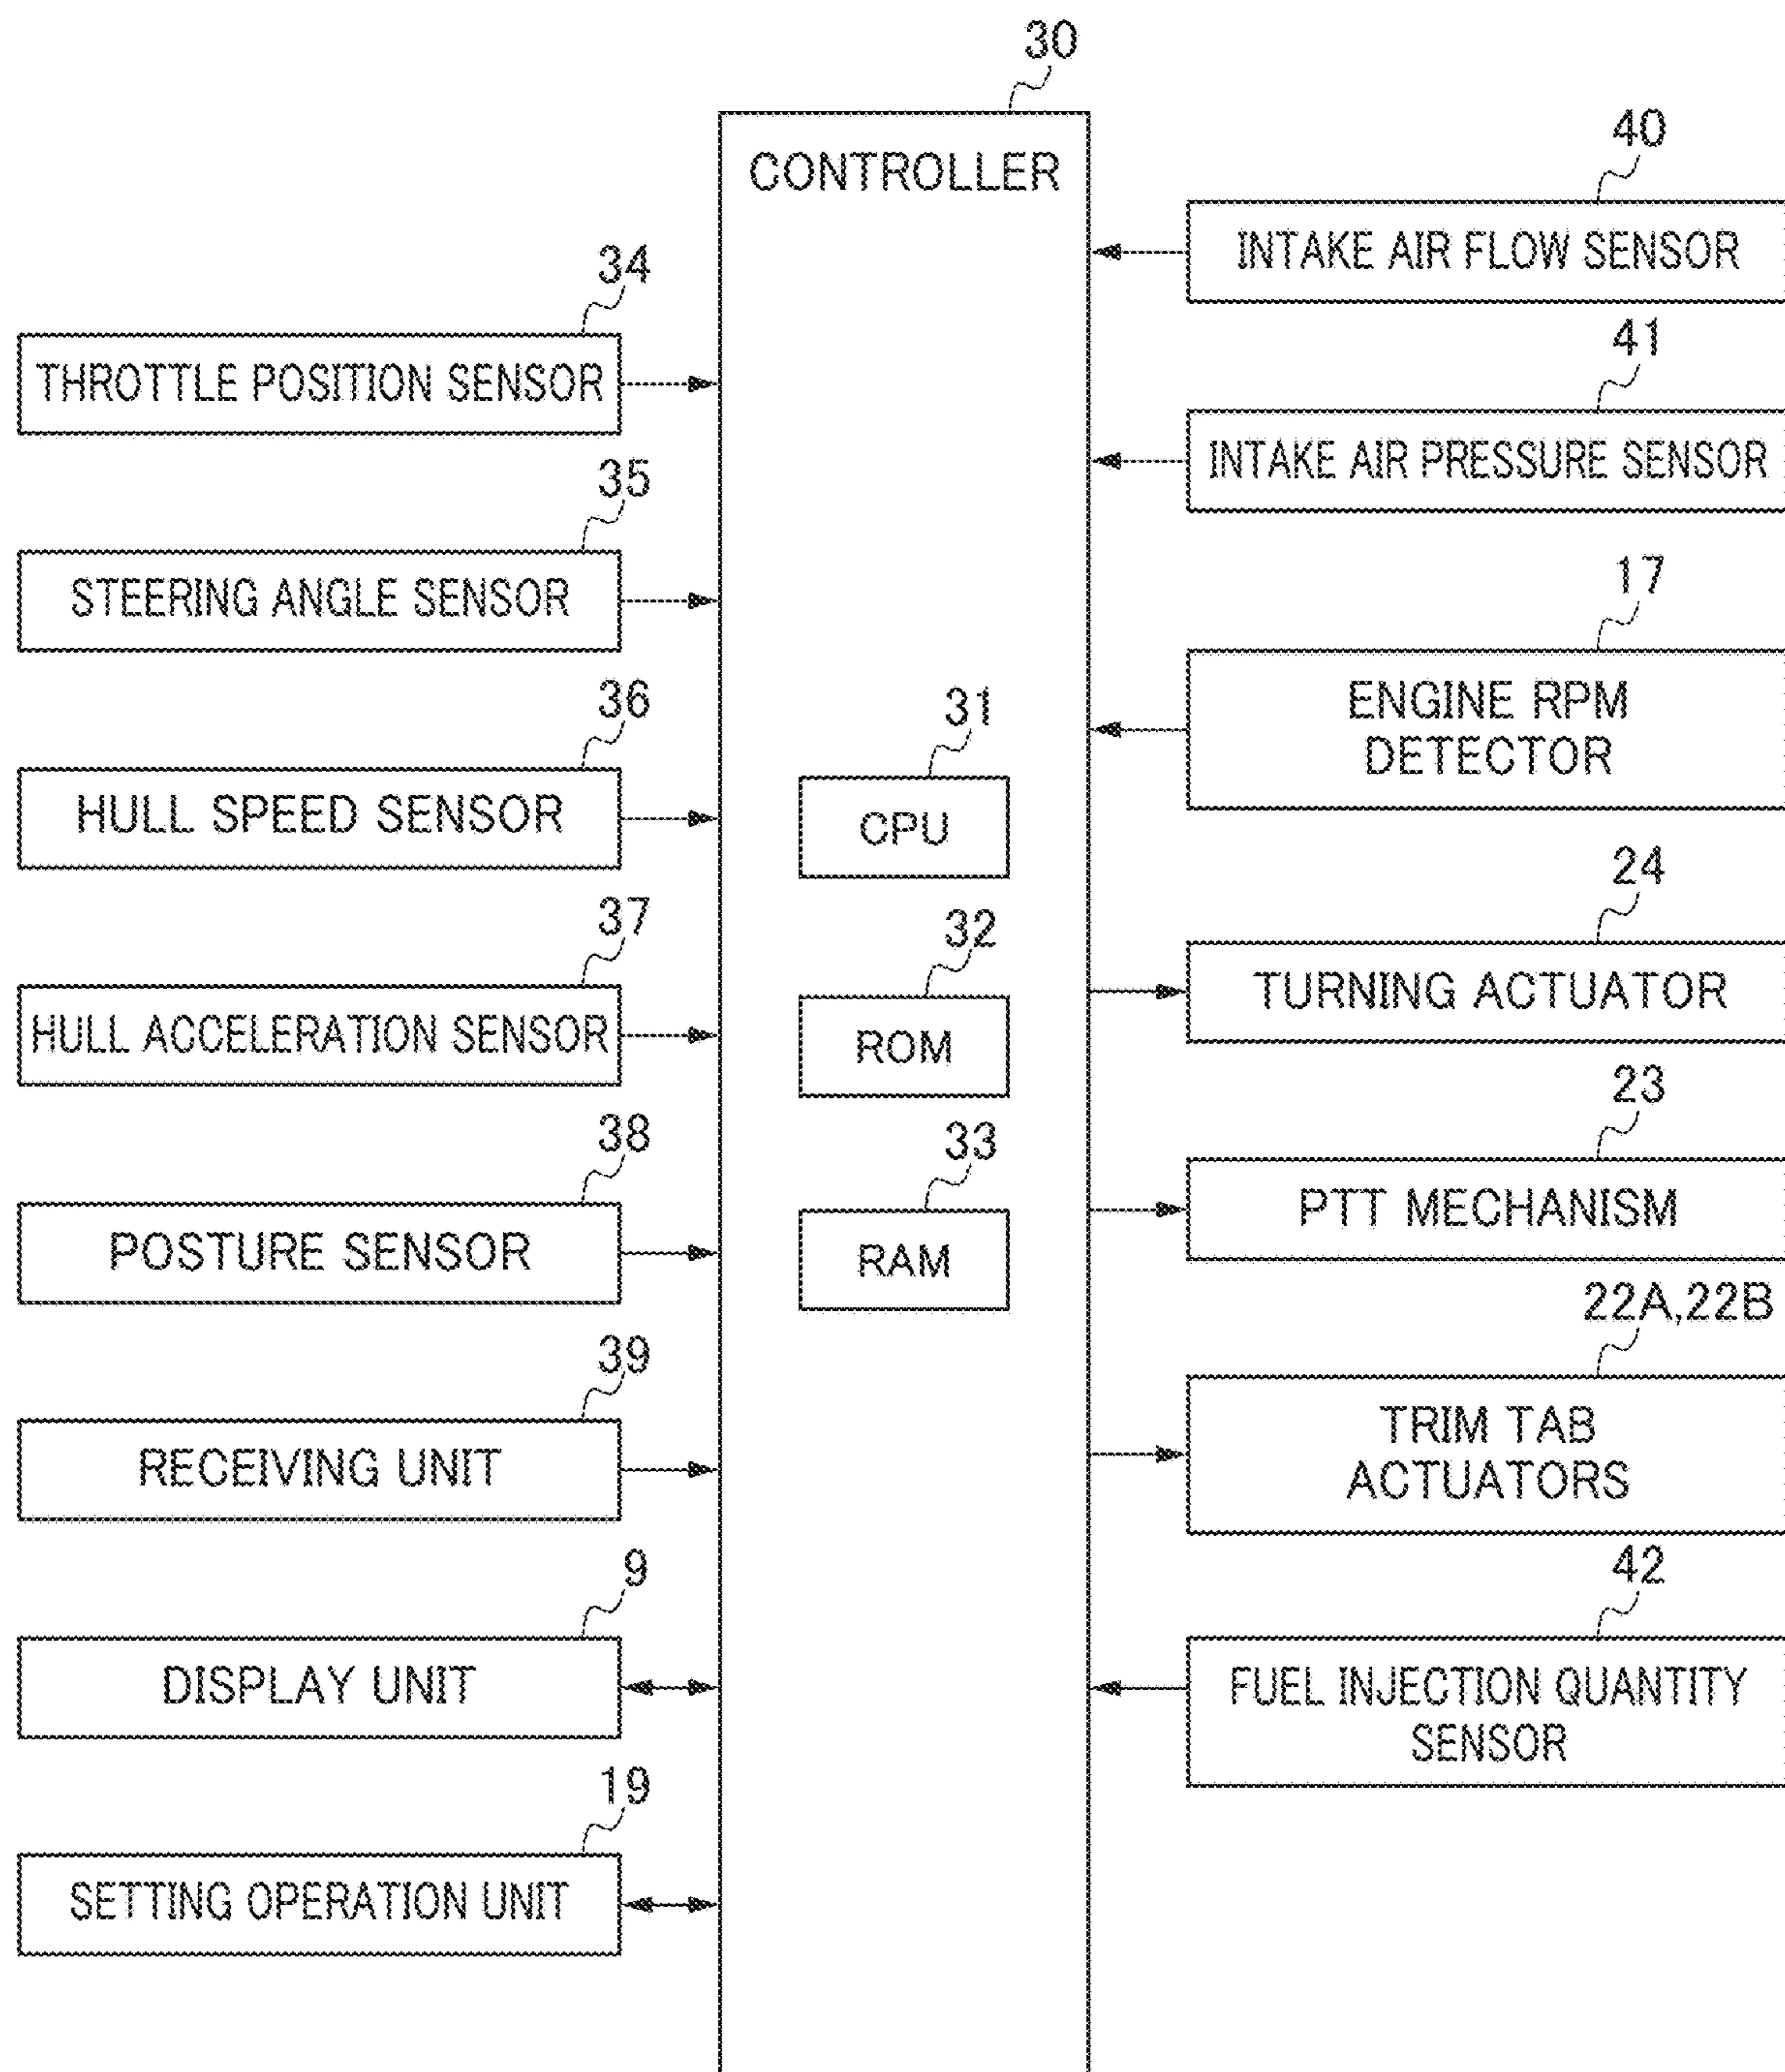 30
CONTROLLER
34
THROTTLE POSITION SENSOR
35
STEERING ANGLE SENSOR
36
HULL SPEED SENSOR
37
HULL ACCELERATION SENSOR
38
POSTURE SENSOR
39
RECEIVING UNIT
9
DISPLAY UNIT
19
SETTING OPERATION UNIT
31
CPU
32
ROM
33
RAM
40
INTAKE AIR FLOW SENSOR
41
INTAKE AIR PRESSURE SENSOR
17
ENGINE RPM
DETECTOR
24
TURNING ACTUATOR
23
PTT MECHANISM
22A,22B
TRIM TAB
ACTUATORS
42
FUEL INJECTION QUANTITY
SENSOR